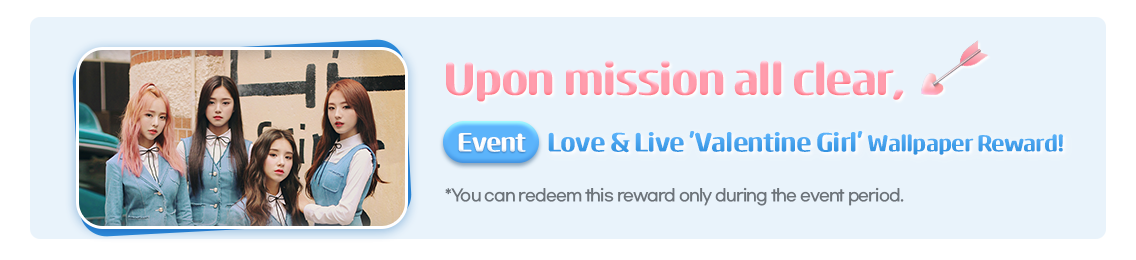 Upon mission all clear,
Event Love & Live 'Valentine Girl' Wallpaper Reward!
*You can redeem this reward only during the event period.